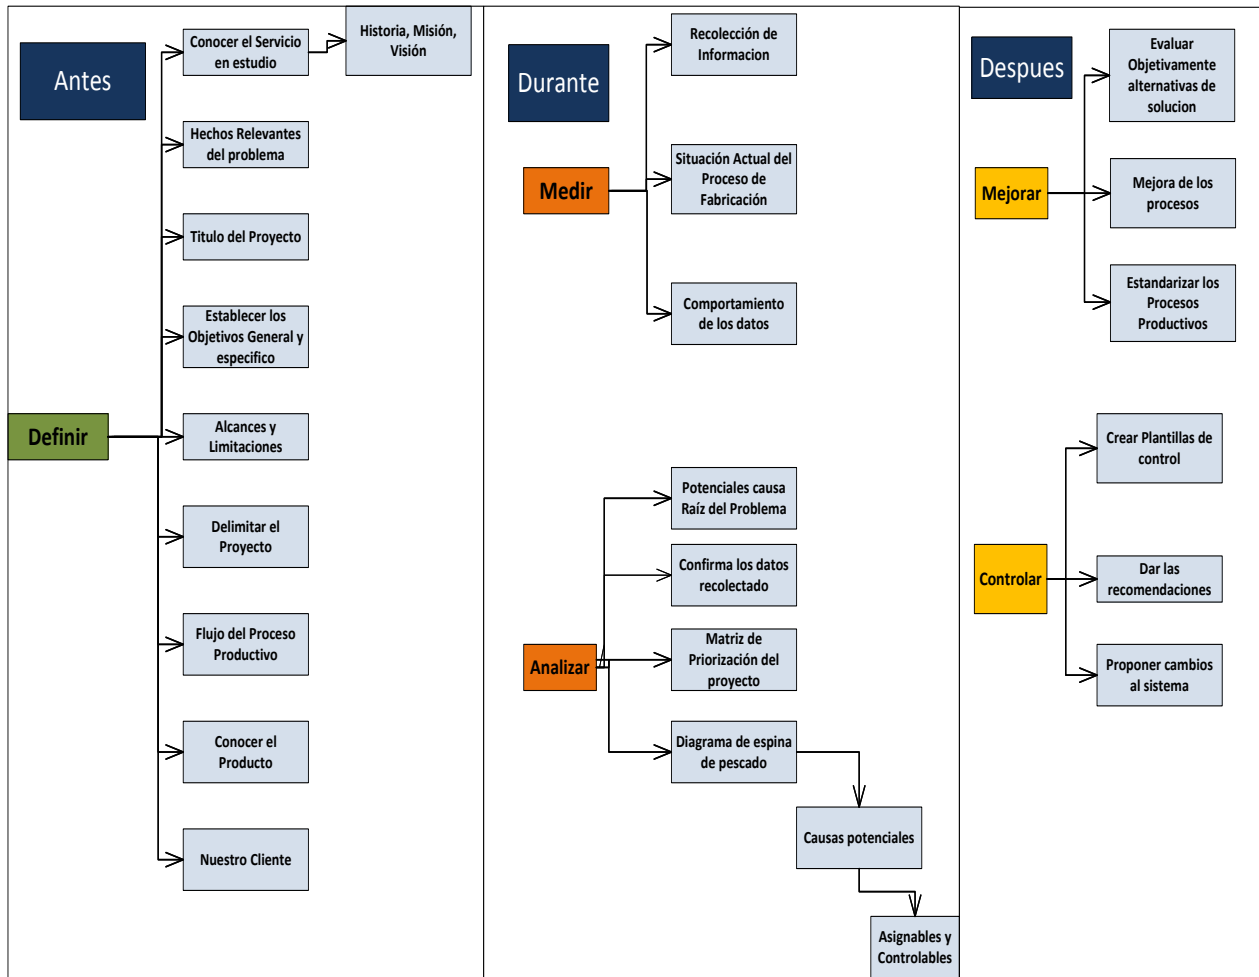 Antes
Conocer el Servicio
en estudio
Historia, Misión,
Visión
Hechos Relevantes
del problema
Titulo del Proyecto
Establecer los
Objetivos General y
especifico
Definir
Alcances y
Limitaciones
Delimitar el
Proyecto
Flujo del Proceso
Productivo
Conocer el
Producto
Nuestro Cliente
Durante
Medir
Recolección de
Informacion
Situación Actual del
Proceso de
Fabricación
Comportamiento
de los datos
Analizar
Potenciales causa
Raíz del Problema
Confirma los datos
recolectado
Matriz de
Priorización del
proyecto
Diagrama de espina
de pescado
Causas potenciales
Asignables y
Controlables
Despues
Mejorar
Evaluar
Objetivamente
alternativas de
solucion
Mejora de los
procesos
Estandarizar los
Procesos
Productivos
Controlar
Crear Plantillas de
control
Dar las
recomendaciones
Proponer cambios
al sistema